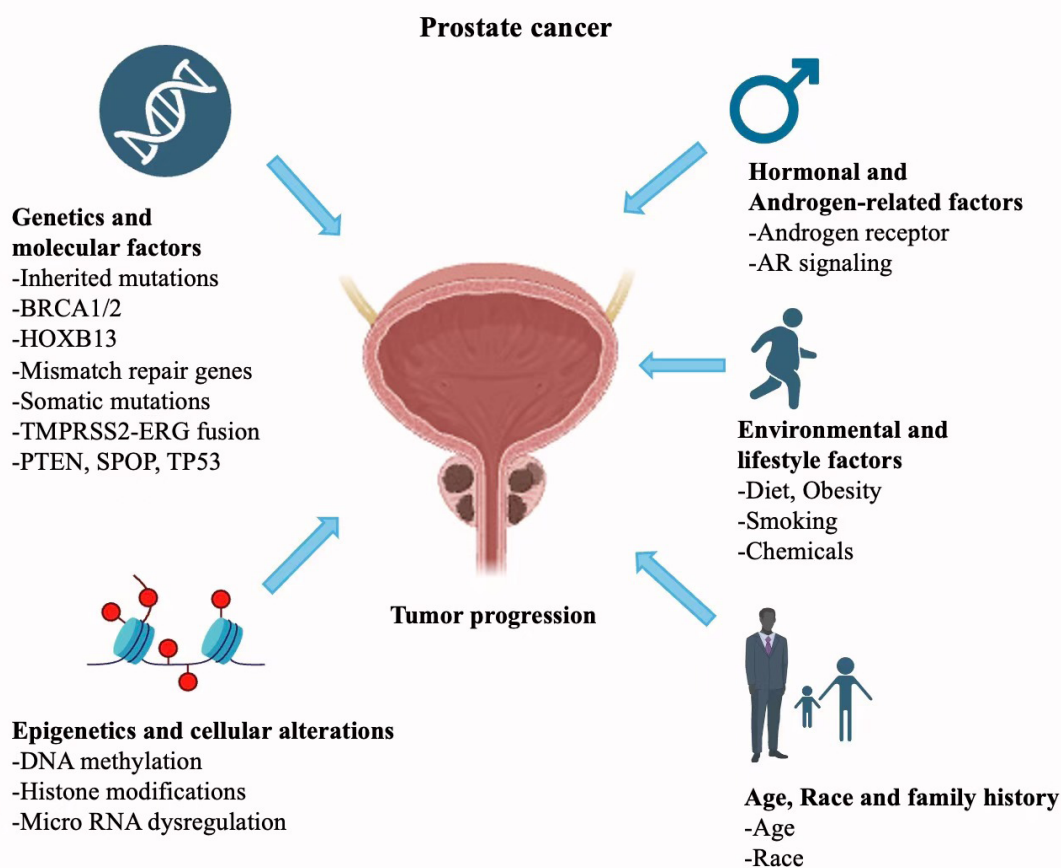 Prostate cancer
Genetics and
molecular factors
-Inherited mutations
-BRCA1/2
-HOXB13
-Mismatch repair genes
-Somatic mutations
-TMPRSS2-ERG fusion
-PTEN, SPOP, TP53
Hormonal and
Androgen-related factors
-Androgen receptor
-AR signaling
Environmental and
lifestyle factors
-Diet, Obesity
-Smoking
-Chemicals
Tumor progression
Epigenetics and cellular alterations
-DNA methylation
-Histone modifications
-Micro RNA dysregulation
Age, Race and family history
-Age
-Race